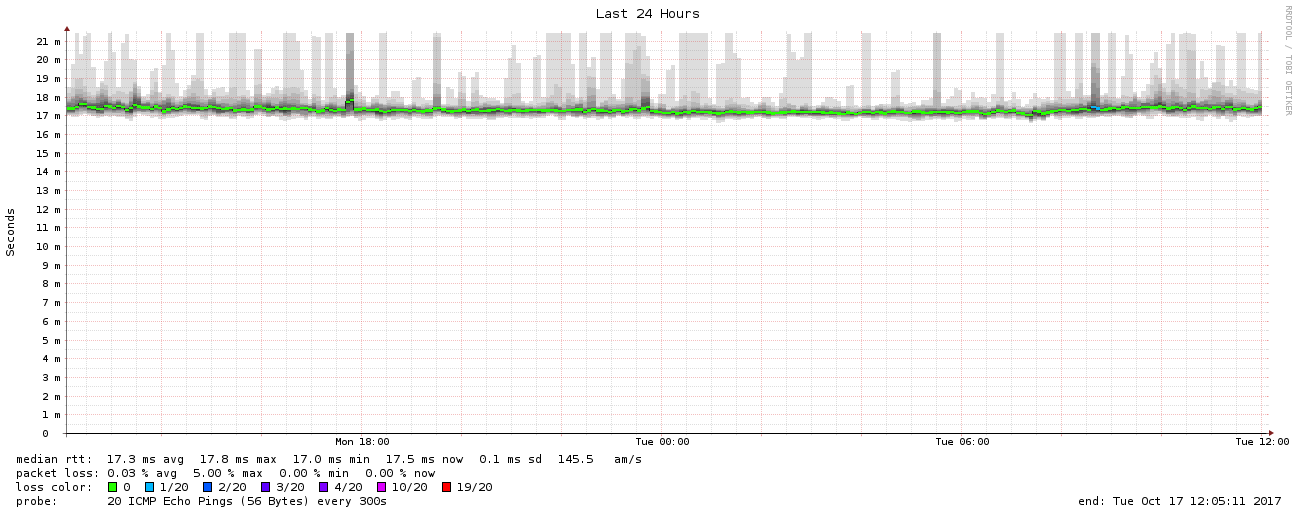 Last 24 Hours
RRDTOOL / TOBI OETIKER
Seconds
21 m
20 m
19 m
18 m
17 m
16 m
15 m
14 m
13 m
12 m
11 m
10 m
9 m
8 m
7 m
6 m
5 m
4 m
3 m
2 m
1 m
0
Mon 18:00 Tue 00:00 Tue 06:00 Tue 12:00
median rtt: 17.3 ms avg 17.8 ms max 17.0 ms min 17.5 ms now 0.1 ms sd 145.5 am/s
packet loss: 0.03 % avg 5.00 % max 0.00 % min 0.00 % now
loss color: 0 1/20 2/20 3/20 4/20 10/20 19/20
probe: 20 ICMP Echo Pings (56 Bytes) every 300s end: Tue Oct 17 12:05:11 2017